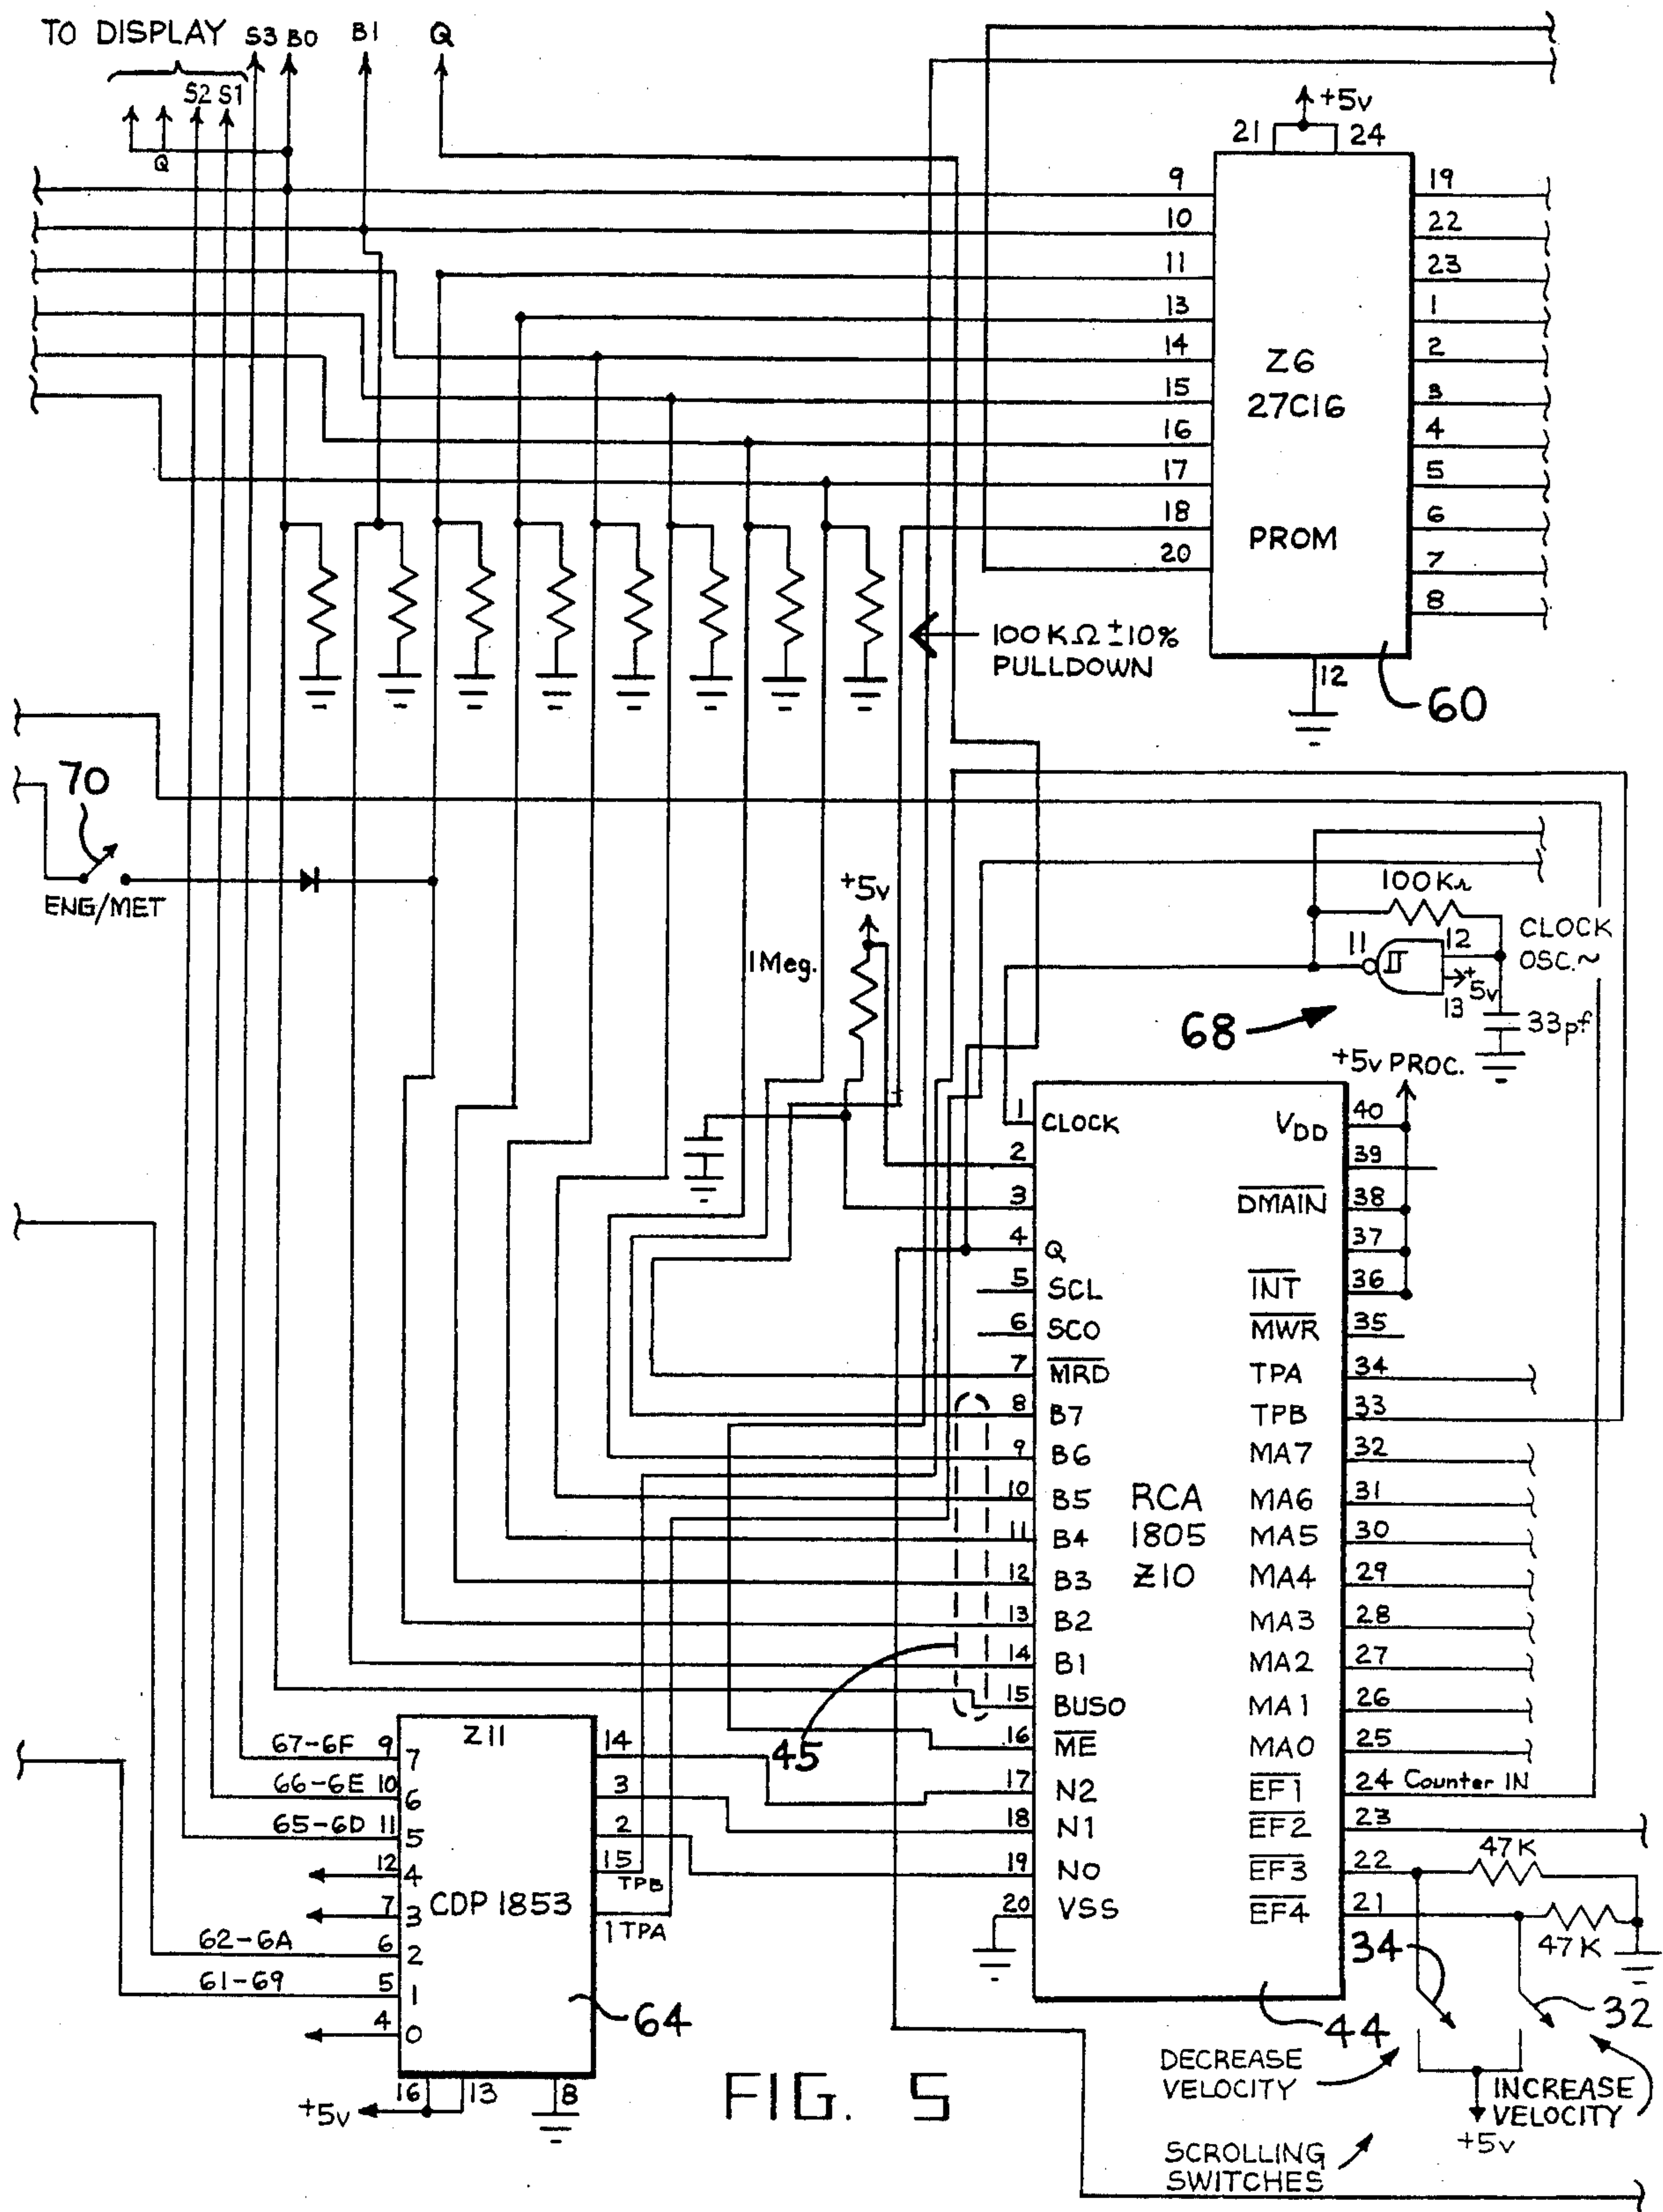 TO DISPLAY S3 B0 B1 Q
S2 S1
Q
+5v
21 24
9 19
10 22
11 23
13 1
14 2
Z6
15 3
27C16
16 4
17 5
18 6
PROM
20 7
8
100KΩ ±10%
PULLDOWN
12
60
70
ENG/MET
+5v
1Meg.
100K
CLOCK
OSC.~
11 12
+5v
13
33pf
68
+5v PROC.
1 CLOCK VDD 40
2 39
3 DMAIN 38
4 Q 37
5 SCL INT 36
6 SCO MWR 35
7 MRD TPA 34
8 B7 TPB 33
9 B6 MA7 32
10 B5 RCA MA6 31
11 B4 1805 MA5 30
12 B3 Z10 MA4 29
13 B2 MA3 28
14 B1 MA2 27
15 BUSO MA1 26
16 ME MA0 25
17 N2 EF1 24 Counter IN
18 N1 EF2 23
19 N0 EF3 22 47K
20 VSS EF4 21 47K
45
Z11
67-6F 9 7 14
66-6E 10 6 3
65-6D 11 5 2
12 4 15 TPB
7 3 CDP1853 1 TPA
62-6A 6 2
61-69 5 1
4 0
64
16 13 8
+5v
34
32
44
DECREASE
VELOCITY
INCREASE
VELOCITY
+5v
SCROLLING
SWITCHES
FIG. 5